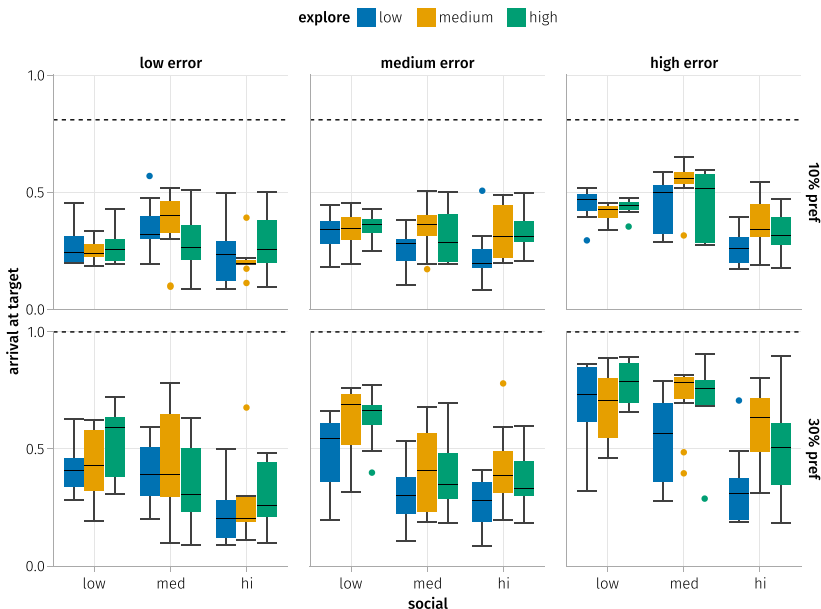 explore low medium high
low error medium error high error
1.0
0.5
0.0
10% pref
1.0
0.5
0.0
30% pref
arrival at target
low med hi low med hi low med hi
social